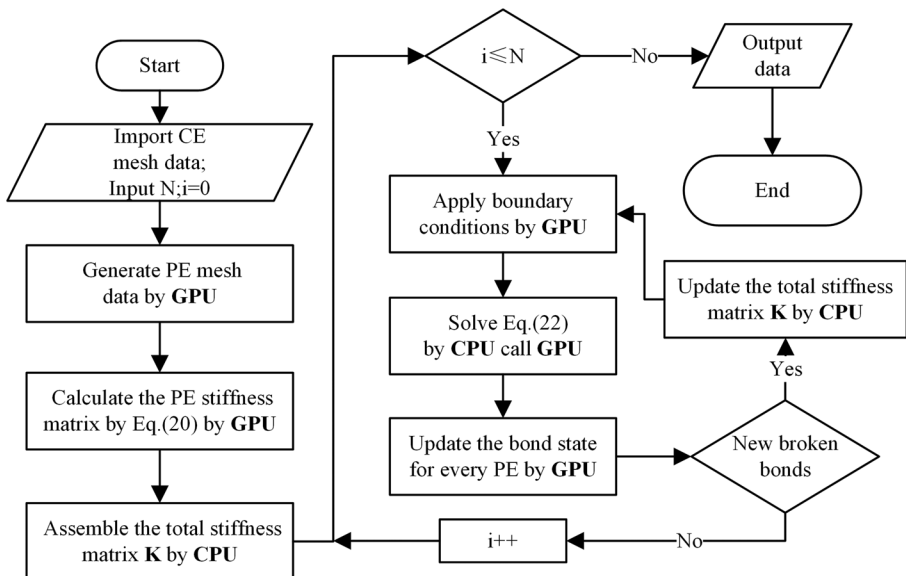 Start
Import CE
mesh data;
Input N;i=0
Generate PE mesh
data by GPU
Calculate the PE stiffness
matrix by Eq.(20) by GPU
Assemble the total stiffness
matrix K by CPU
i≤N
No
Output
data
End
Yes
Apply boundary
conditions by GPU
Solve Eq.(22)
by CPU call GPU
Update the bond state
for every PE by GPU
New broken
bonds
Yes
Update the total stiffness
matrix K by CPU
No
i++